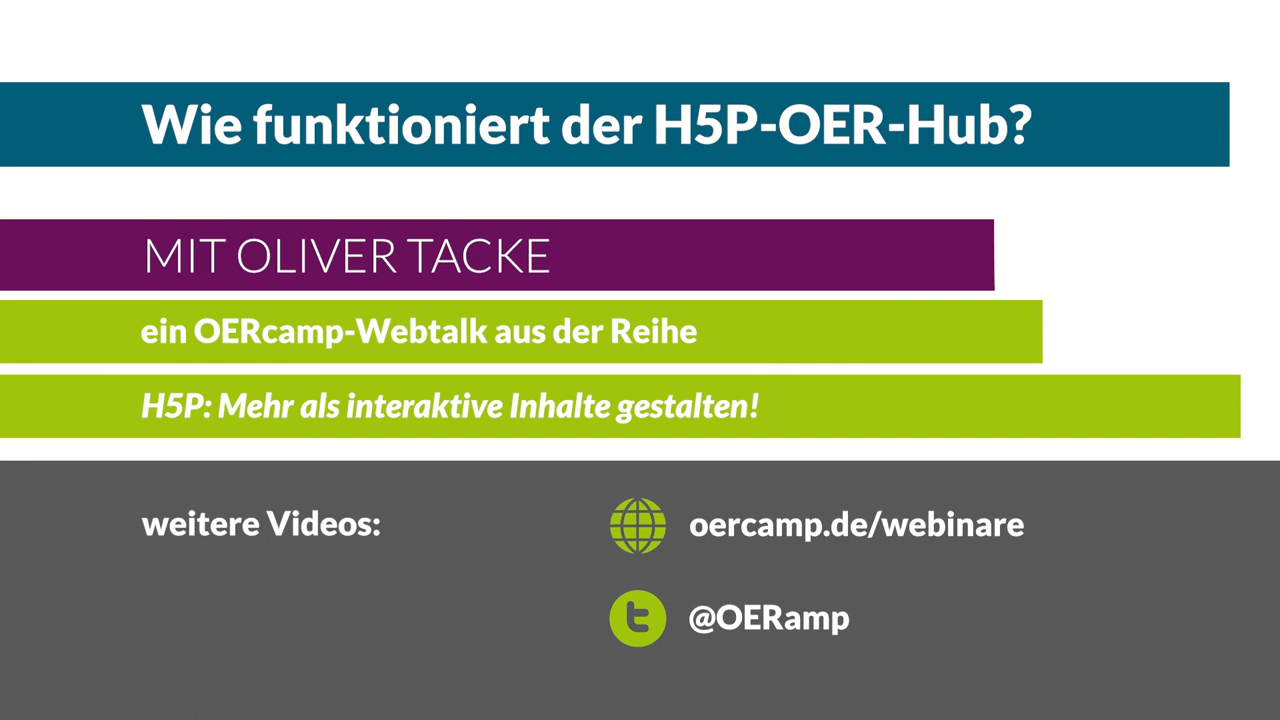 Wie funktioniert der H5P-OER-Hub?
MIT OLIVER TACKE
ein OERcamp-Webtalk aus der Reihe
H5P: Mehr als interaktive Inhalte gestalten!
weitere Videos:
oercamp.de/webinare
@OERamp